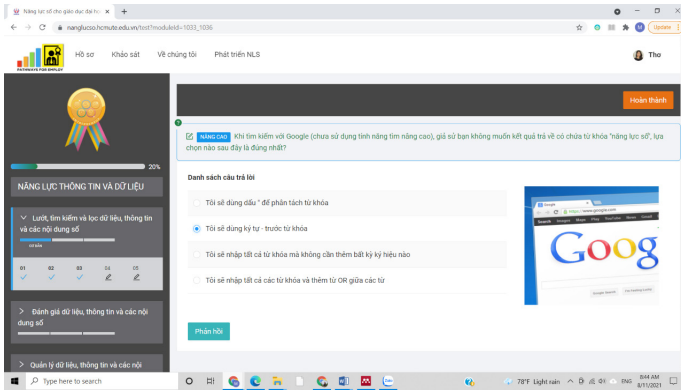 Năng lực số cho giáo dục đại họ
nanglucso.hcmute.edu.vn/test?moduleId=1033_1036
Update
PATHWAYS FOR EMPLOY
Hồ sơ Khảo sát Về chúng tôi Phát triển NLS
Tho
20%
NĂNG LỰC THÔNG TIN VÀ DỮ LIỆU
Lướt, tìm kiếm và lọc dữ liệu, thông tin
và các nội dung số
CƠ BẢN
01 02 03 04 05
Đánh giá dữ liệu, thông tin và các nội
dung số
Quản lý dữ liệu, thông tin và các nội
Hoàn thành
NÂNG CAO Khi tìm kiếm với Google (chưa sử dụng tính năng tìm nâng cao), giả sử bạn không muốn kết quả trả về có chứa từ khóa "năng lực số", lựa
chọn nào sau đây là đúng nhất?
Danh sách câu trả lời
Tôi sẽ dùng dấu " để phân tách từ khóa
Tôi sẽ dùng ký tự - trước từ khóa
Tôi sẽ nhập tất cả từ khóa mà không cần thêm bất kỳ ký hiệu nào
Tôi sẽ nhập tất cả các từ khóa và thêm từ OR giữa các từ
Phản hồi
Google
Goog
Google Search
Type here to search
78°F Light rain
ENG
8:44 AM
8/11/2021